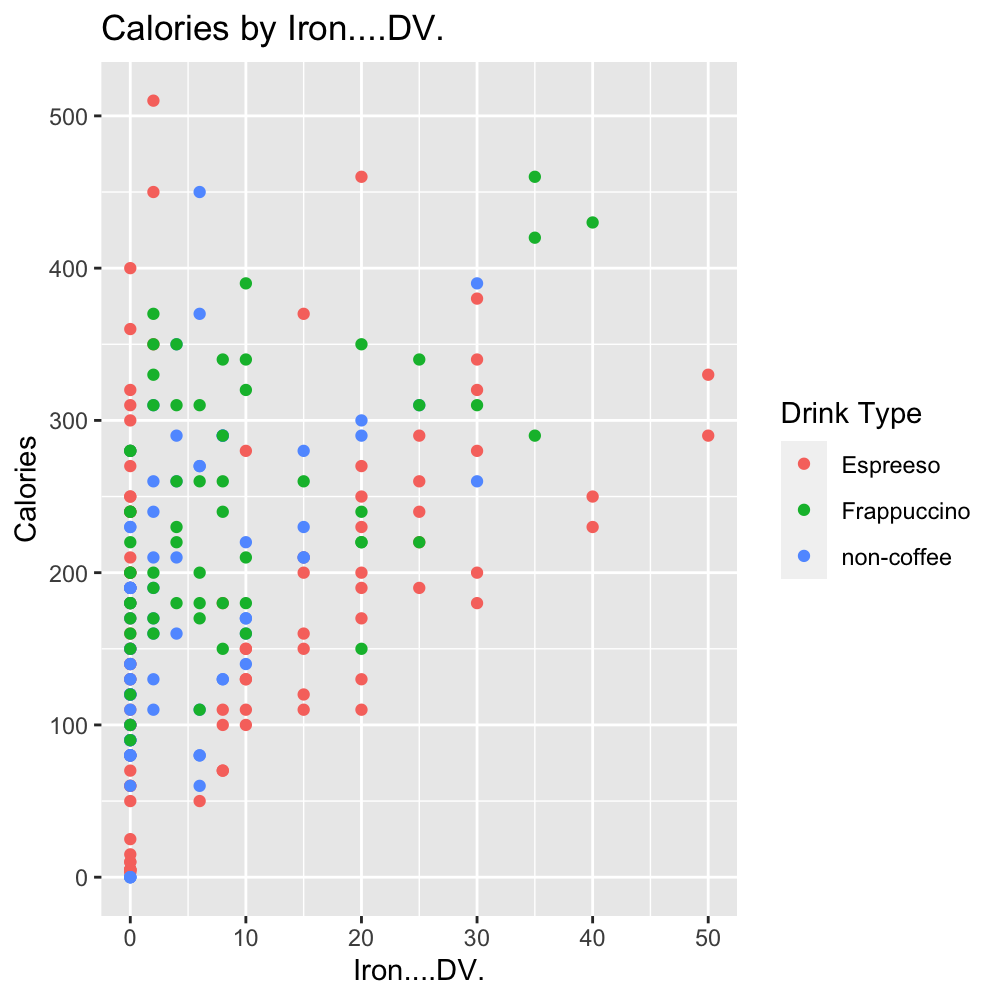 Calories by Iron....DV.
500
400
300
200
100
0
Calories
0 10 20 30 40 50
Iron....DV.
Drink Type
Espreeso
Frappuccino
non-coffee